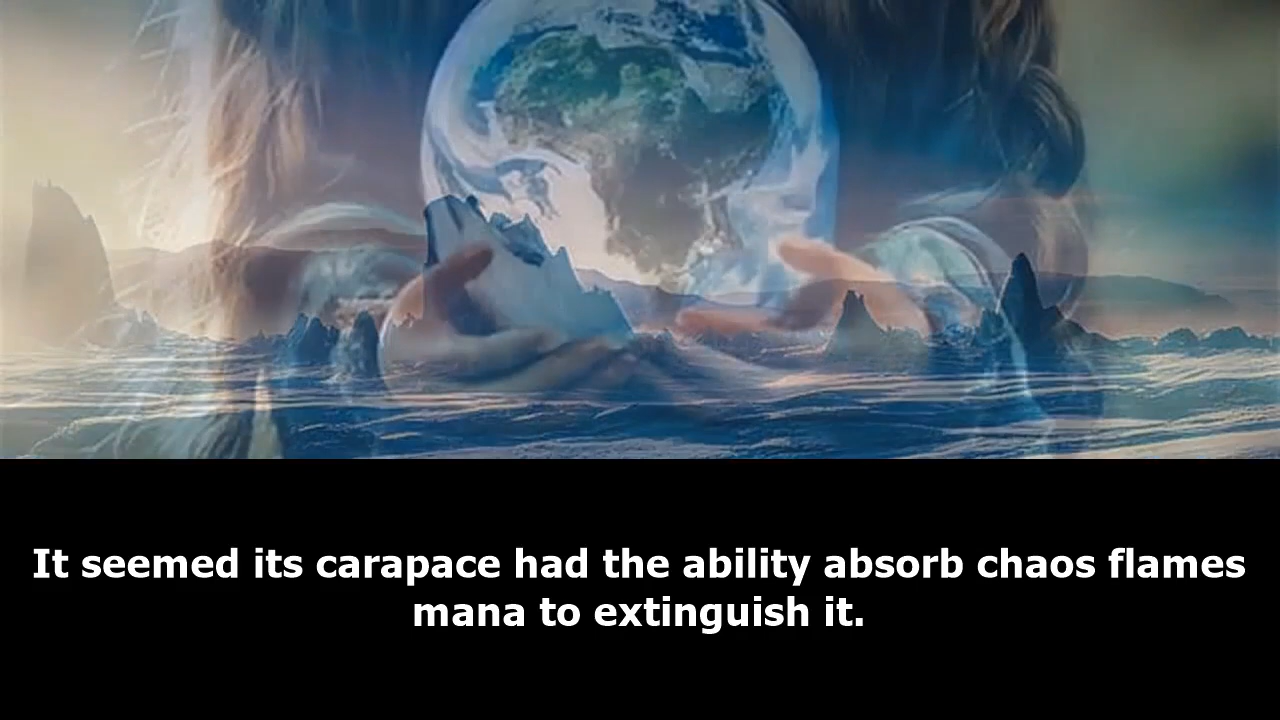 It seemed its carapace had the ability absorb chaos flames
mana to extinguish it.